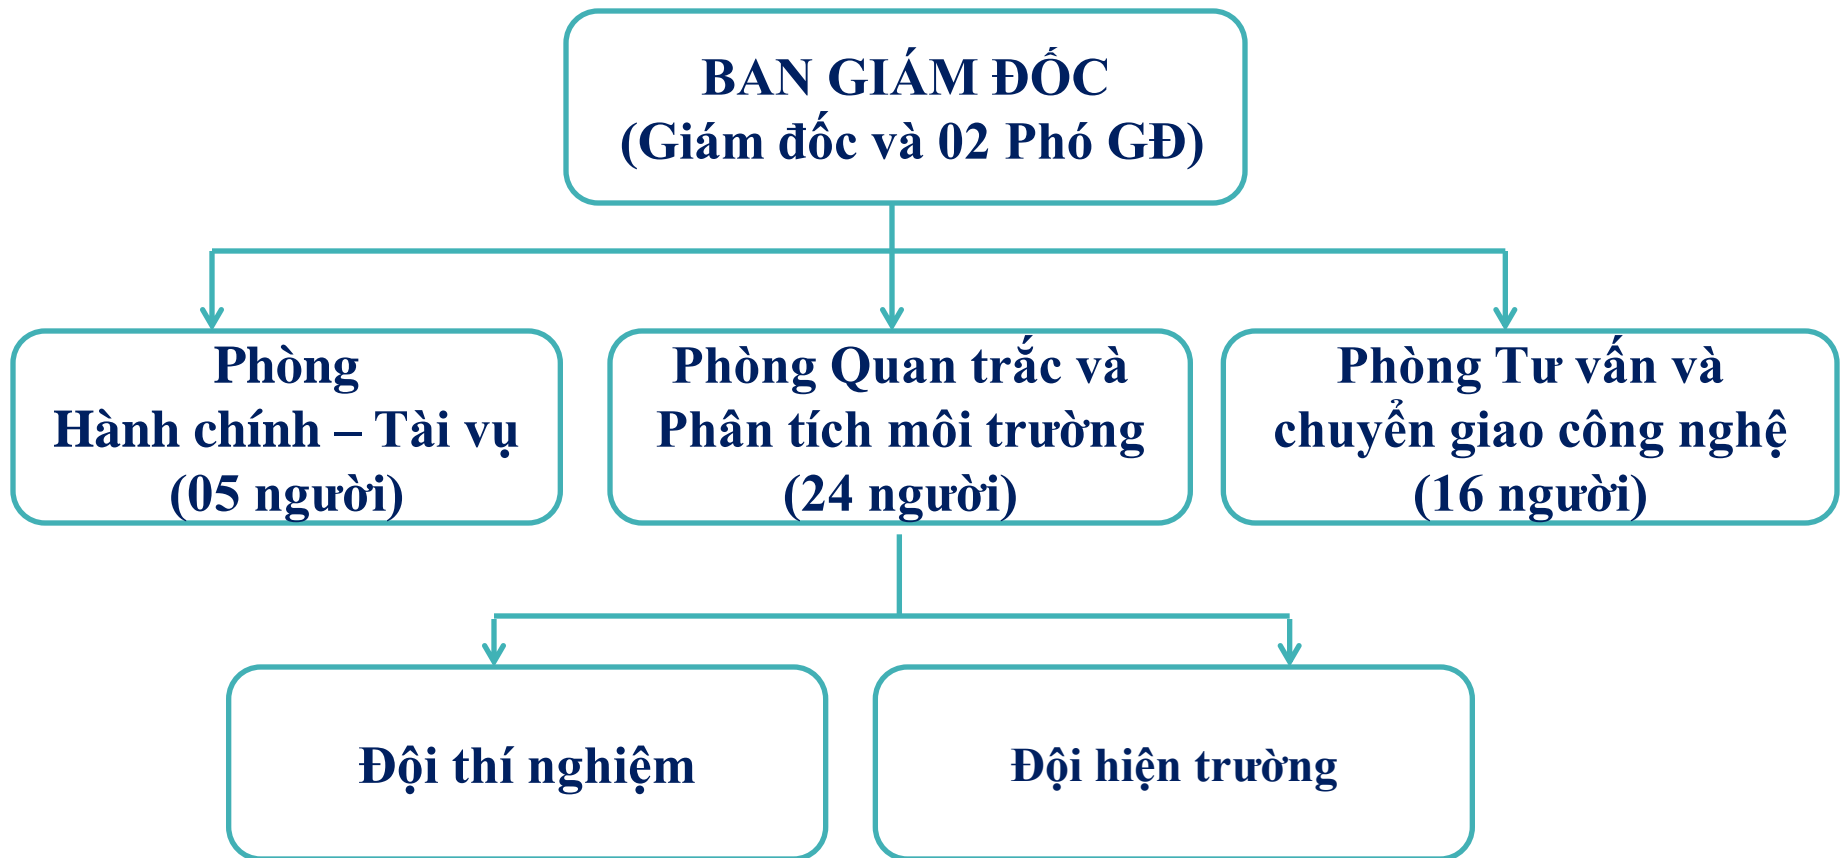 BAN GIÁM ĐỐC
(Giám đốc và 02 Phó GĐ)
Phòng
Hành chính – Tài vụ
(05 người)
Phòng Quan trắc và
Phân tích môi trường
(24 người)
Phòng Tư vấn và
chuyển giao công nghệ
(16 người)
Đội thí nghiệm
Đội hiện trường